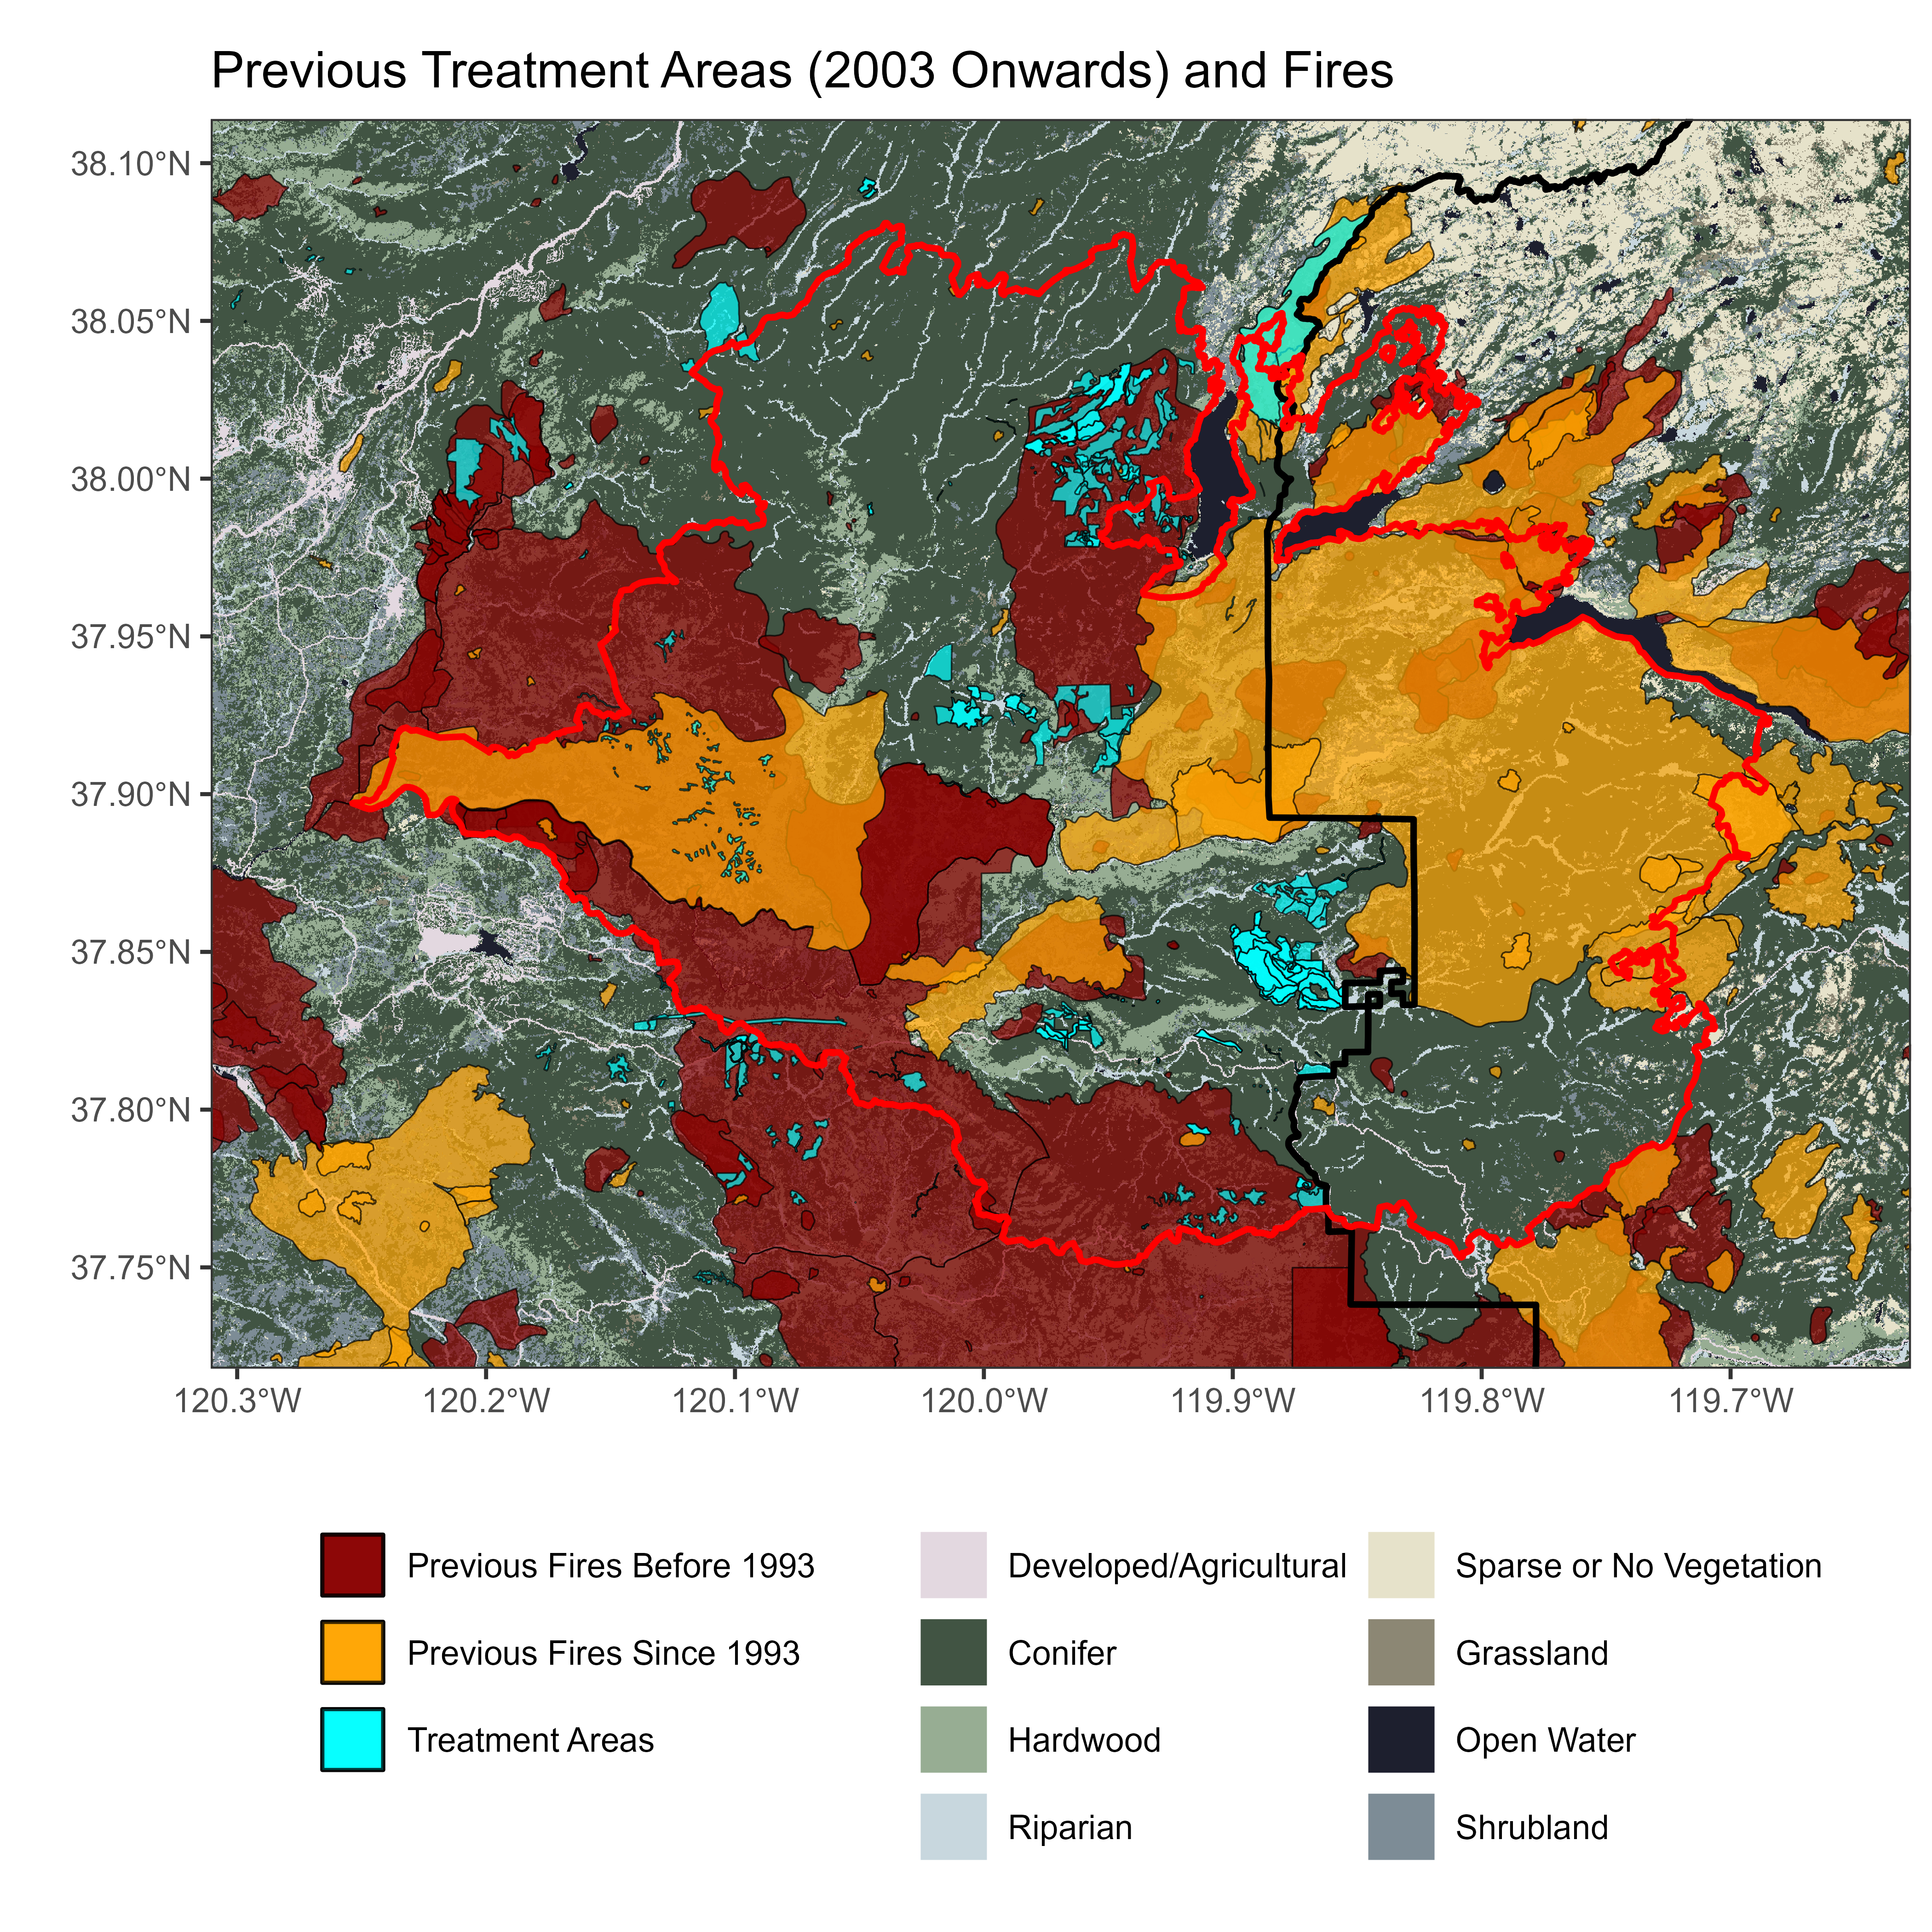 Previous Treatment Areas (2003 Onwards) and Fires
38.10°N
38.05°N
38.00°N
37.95°N
37.90°N
37.85°N
37.80°N
37.75°N
120.3°W 120.2°W 120.1°W 120.0°W 119.9°W 119.8°W 119.7°W
Previous Fires Before 1993
Previous Fires Since 1993
Treatment Areas
Developed/Agricultural
Conifer
Hardwood
Riparian
Sparse or No Vegetation
Grassland
Open Water
Shrubland